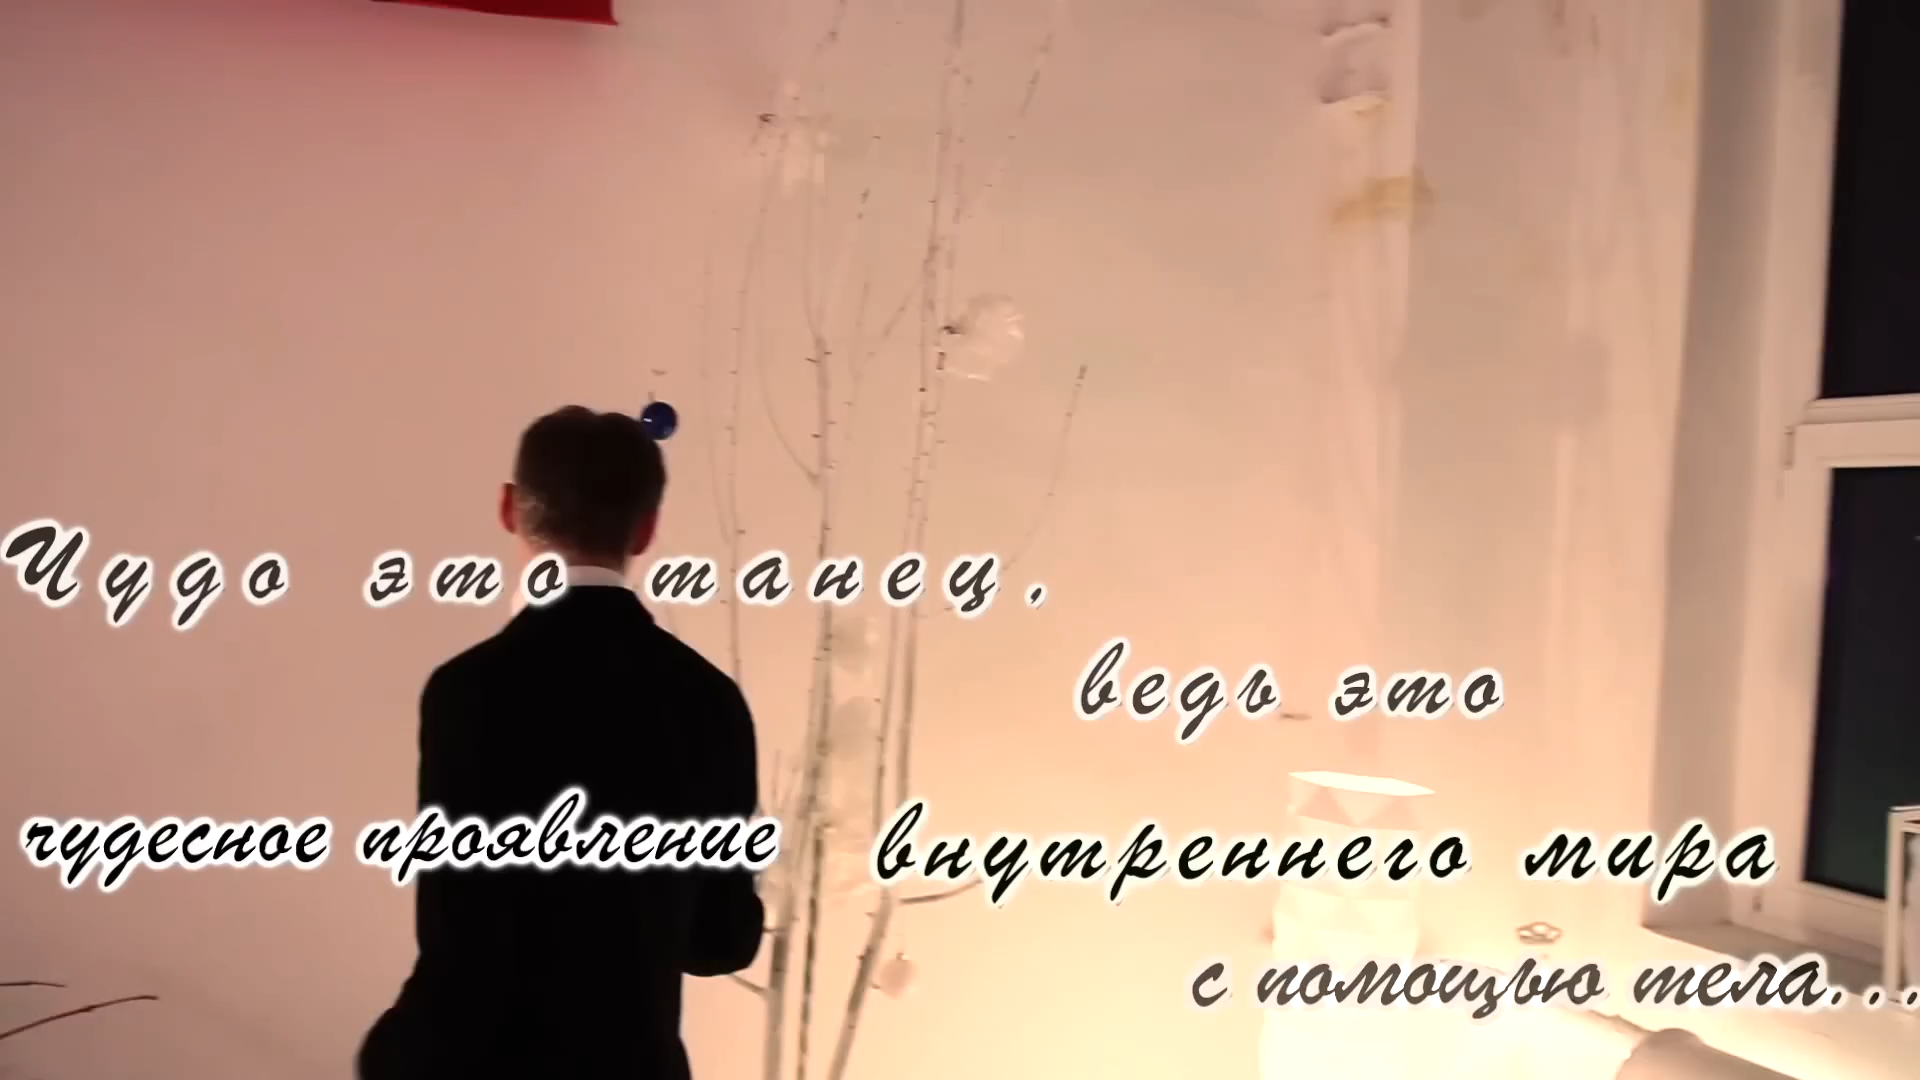 Чудо это танец,
ведь это
чудесное проявление внутреннего мира
с помощью тела...